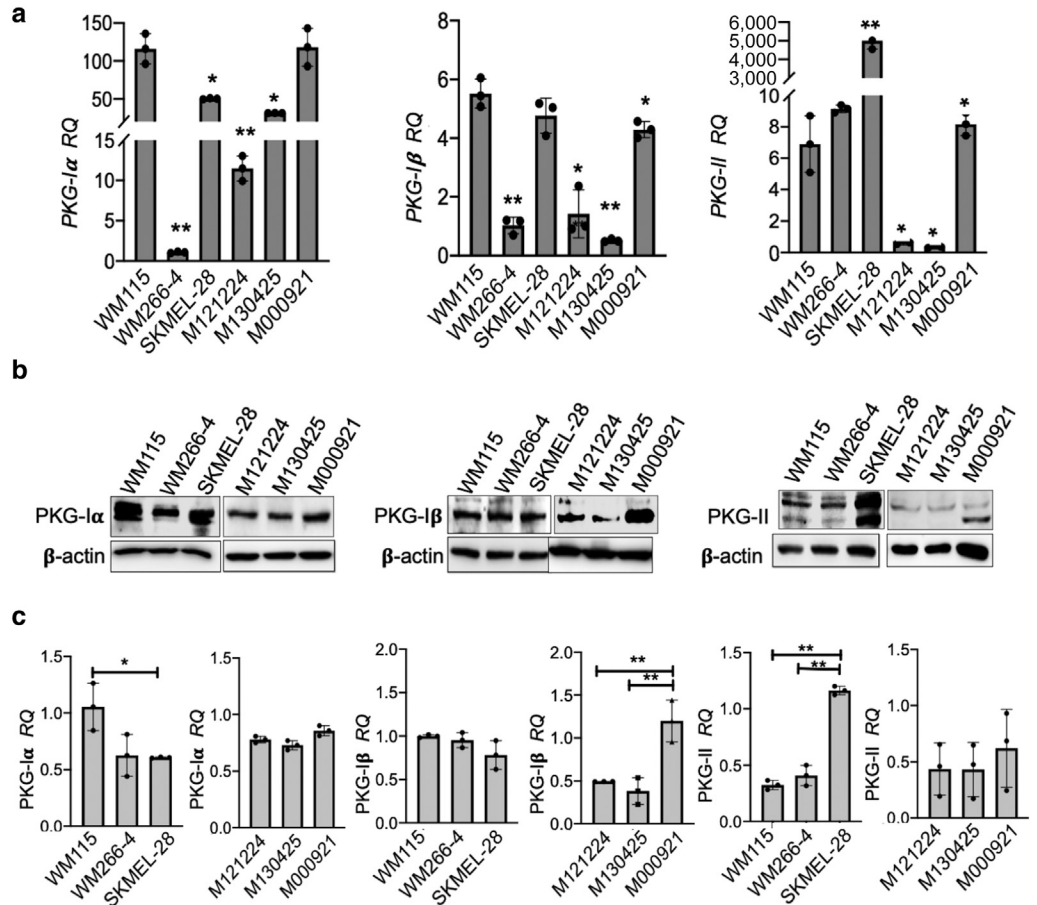 a
PKG-Iα RQ
150
100
50
15
10
5
0
**
*
**
*
WM115
WM266-4
SKMEL-28
M121224
M130425
M000921
PKG-Iβ RQ
8
6
4
2
0
**
*
**
*
WM115
WM266-4
SKMEL-28
M121224
M130425
M000921
PKG-II RQ
6,000
5,000
4,000
3,000
10
8
6
4
2
0
**
*
*
*
WM115
WM266-4
SKMEL-28
M121224
M130425
M000921
b
WM115
WM266-4
SKMEL-28
M121224
M130425
M000921
PKG-Iα
β-actin
WM115
WM266-4
SKMEL-28
M121224
M130425
M000921
PKG-Iβ
β-actin
WM115
WM266-4
SKMEL-28
M121224
M130425
M000921
PKG-II
β-actin
c
PKG-Iα RQ
1.5
1.0
0.5
0.0
*
WM115
WM266-4
SKMEL-28
PKG-Iα RQ
1.5
1.0
0.5
0.0
M121224
M130425
M000921
PKG-Iβ RQ
2.0
1.5
1.0
0.5
0.0
WM115
WM266-4
SKMEL-28
PKG-Iβ RQ
2.0
1.5
1.0
0.5
0.0
**
**
M121224
M130425
M000921
PKG-II RQ
1.5
1.0
0.5
0.0
**
**
WM115
WM266-4
SKMEL-28
PKG-II RQ
1.5
1.0
0.5
0.0
M121224
M130425
M000921